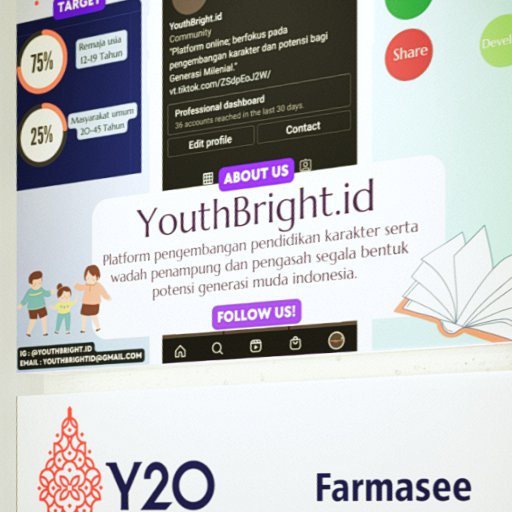 TARGET
75%
Remaja usia
12-19 Tahun
25%
Masyarakat umum
20-45 Tahun
YouthBright.id
Community
"Platform online; berfokus pada
pengembangan karakter dan potensi bagi
Generasi Milenial."
vt.tiktok.com/ZSdpEoJ2W/
Professional dashboard
36 accounts reached in the last 30 days.
Edit profile
Contact
Share
Devel
ABOUT US
YouthBright.id
Platform pengembangan pendidikan karakter serta
wadah penampung dan pengasah segala bentuk
potensi generasi muda indonesia.
FOLLOW US!
IG : @YOUTHBRIGHT.ID
EMAIL : YOUTHBRIGHTID@GMAIL.COM
Y20
Farmasee